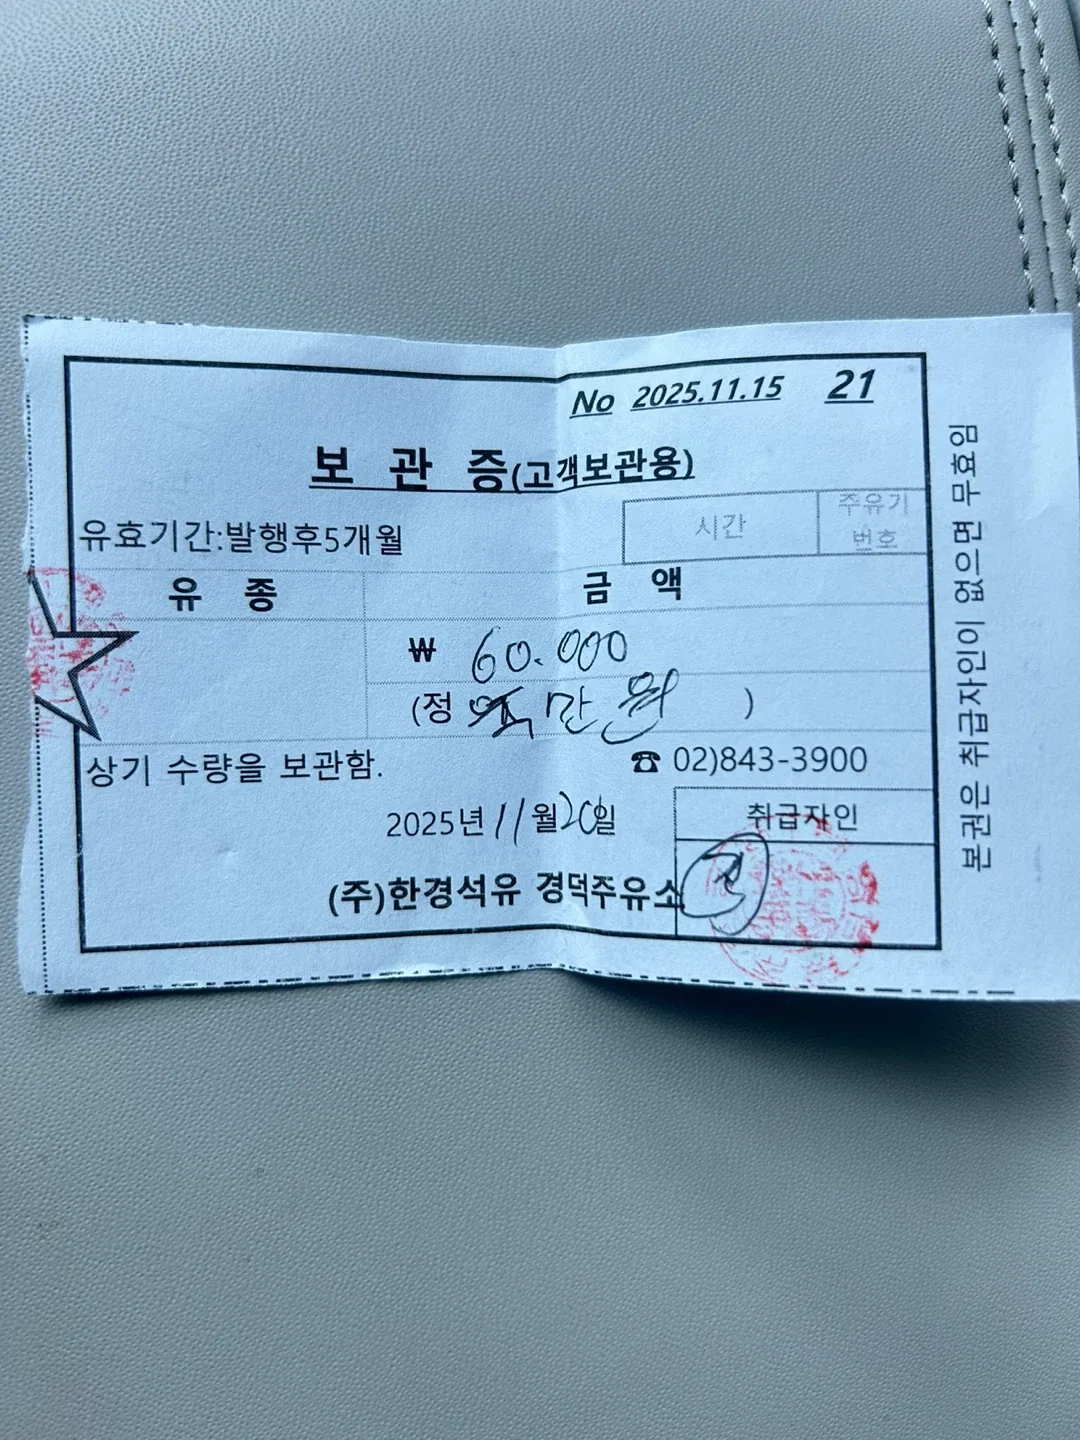 No 2025.11.15 21
보 관 증(고객보관용)
유효기간:발행후5개월
시간
주유기
번호
유 종
금 액
₩ 60.000
(정 육만원 )
상기 수량을 보관함.
☎ 02)843-3900
2025년 11월 20일
취급자인
(주)한경석유 경덕주유소
본권은 취급자인이 없으면 무효임